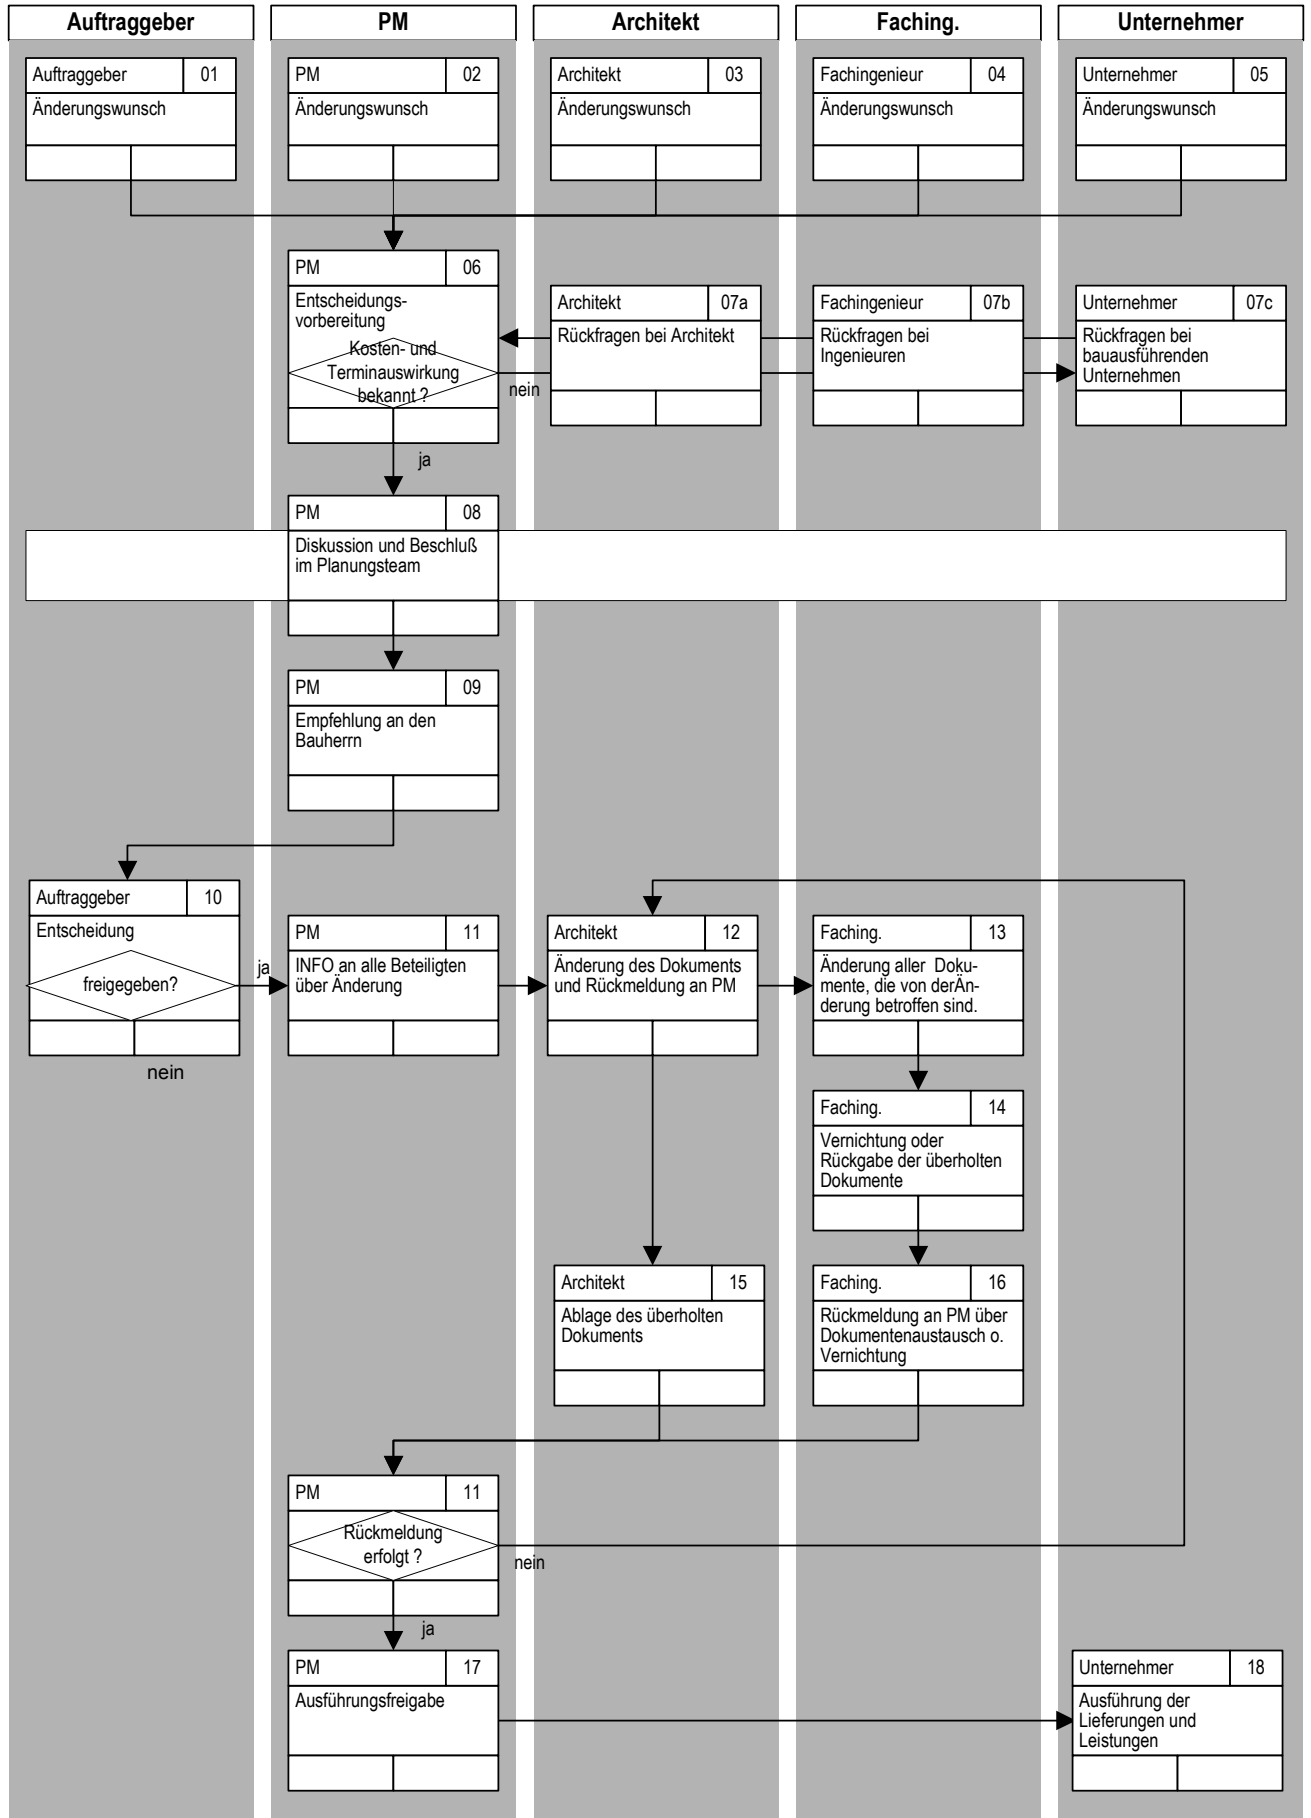 Auftraggeber
PM
Architekt
Faching.
Unternehmer
Auftraggeber 01
Änderungswunsch
PM 02
Änderungswunsch
Architekt 03
Änderungswunsch
Fachingenieur 04
Änderungswunsch
Unternehmer 05
Änderungswunsch
PM 06
Entscheidungs-
vorbereitung
Kosten- und
Terminauswirkung
bekannt ?
nein
ja
Architekt 07a
Rückfragen bei Architekt
Fachingenieur 07b
Rückfragen bei
Ingenieuren
Unternehmer 07c
Rückfragen bei
bauausführenden
Unternehmen
PM 08
Diskussion und Beschluß
im Planungsteam
PM 09
Empfehlung an den
Bauherrn
Auftraggeber 10
Entscheidung
freigegeben?
ja
nein
PM 11
INFO an alle Beteiligten
über Änderung
Architekt 12
Änderung des Dokuments
und Rückmeldung an PM
Faching. 13
Änderung aller Doku-
mente, die von derÄn-
derung betroffen sind.
Faching. 14
Vernichtung oder
Rückgabe der überholten
Dokumente
Architekt 15
Ablage des überholten
Dokuments
Faching. 16
Rückmeldung an PM über
Dokumentenaustausch o.
Vernichtung
PM 11
Rückmeldung
erfolgt ?
nein
ja
PM 17
Ausführungsfreigabe
Unternehmer 18
Ausführung der
Lieferungen und
Leistungen